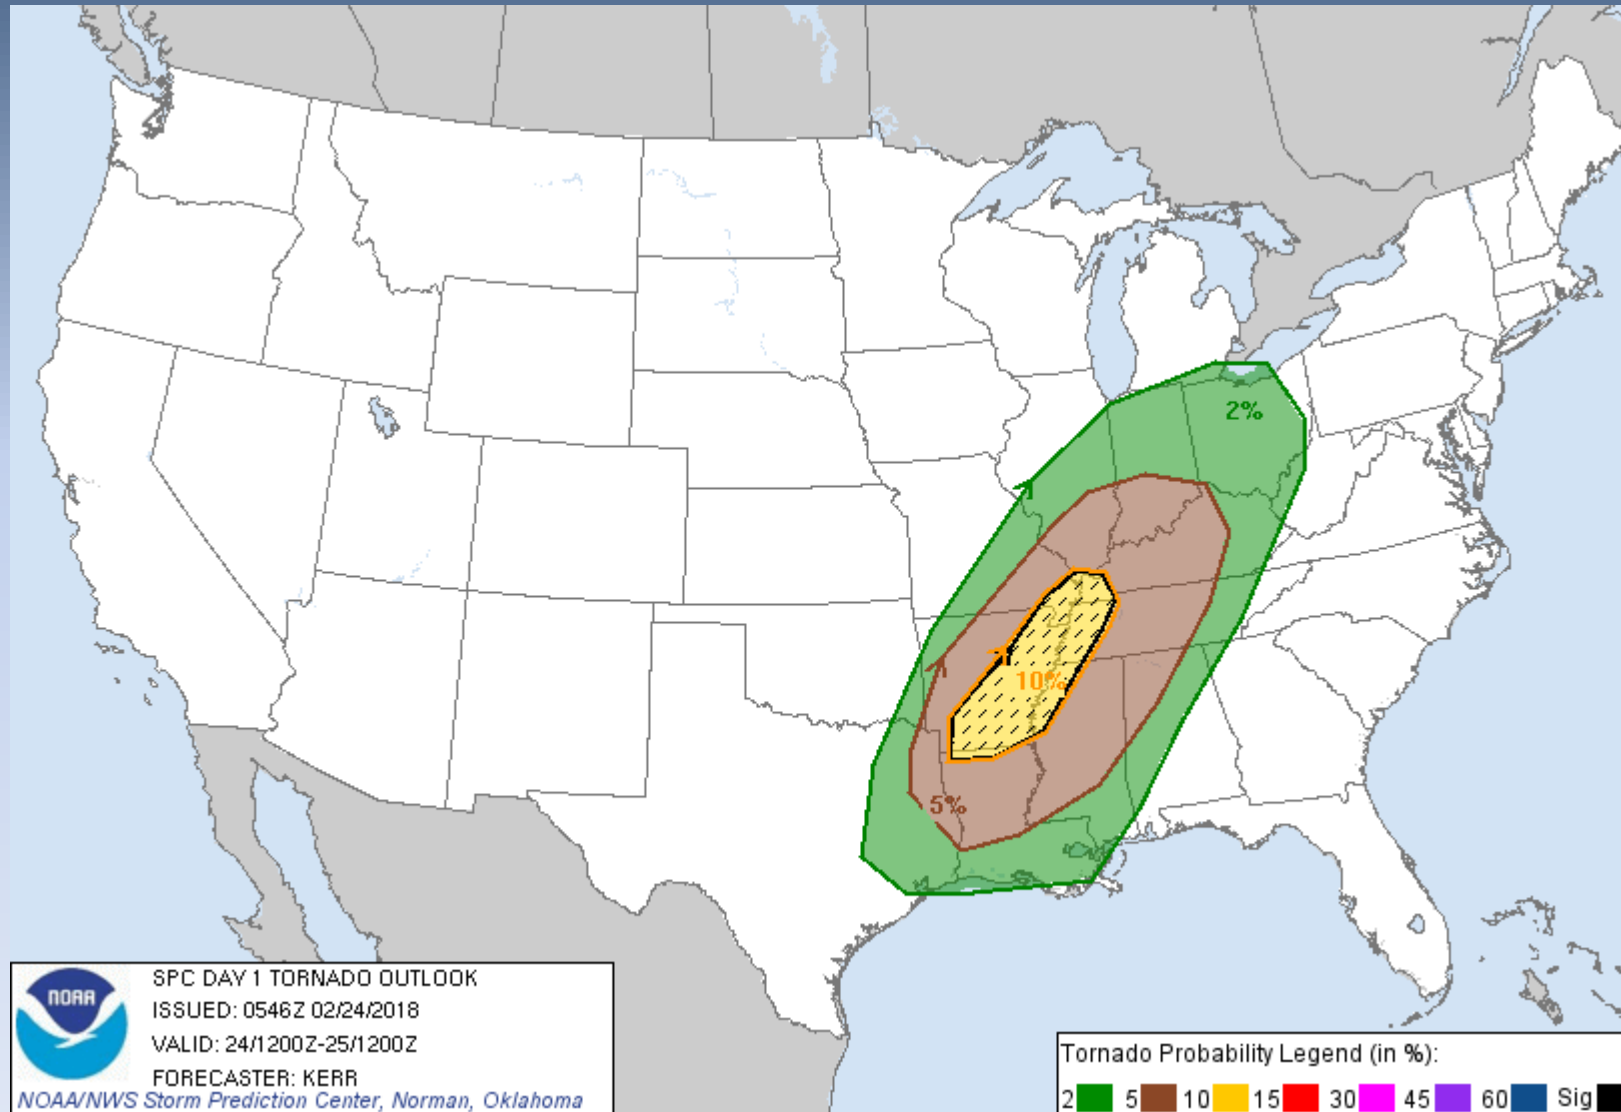 2%
10%
5%
NOAA
SPC DAY 1 TORNADO OUTLOOK
ISSUED: 0546Z 02/24/2018
VALID: 24/1200Z-25/1200Z
FORECASTER: KERR
NOAA/NWS Storm Prediction Center, Norman, Oklahoma
Tornado Probability Legend (in %):
2 5 10 15 30 45 60 Sig